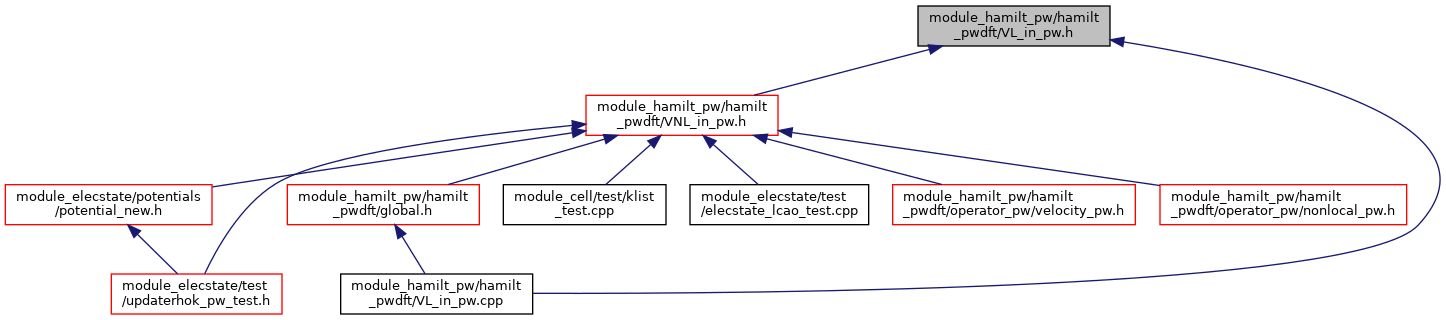 module_hamilt_pw/hamilt
_pwdft/VL_in_pw.h
module_hamilt_pw/hamilt
_pwdft/VNL_in_pw.h
module_elecstate/potentials
/potential_new.h
module_hamilt_pw/hamilt
_pwdft/global.h
module_cell/test/klist
_test.cpp
module_elecstate/test
/elecstate_lcao_test.cpp
module_hamilt_pw/hamilt
_pwdft/operator_pw/velocity_pw.h
module_hamilt_pw/hamilt
_pwdft/operator_pw/nonlocal_pw.h
module_elecstate/test
/updaterhok_pw_test.h
module_hamilt_pw/hamilt
_pwdft/VL_in_pw.cpp